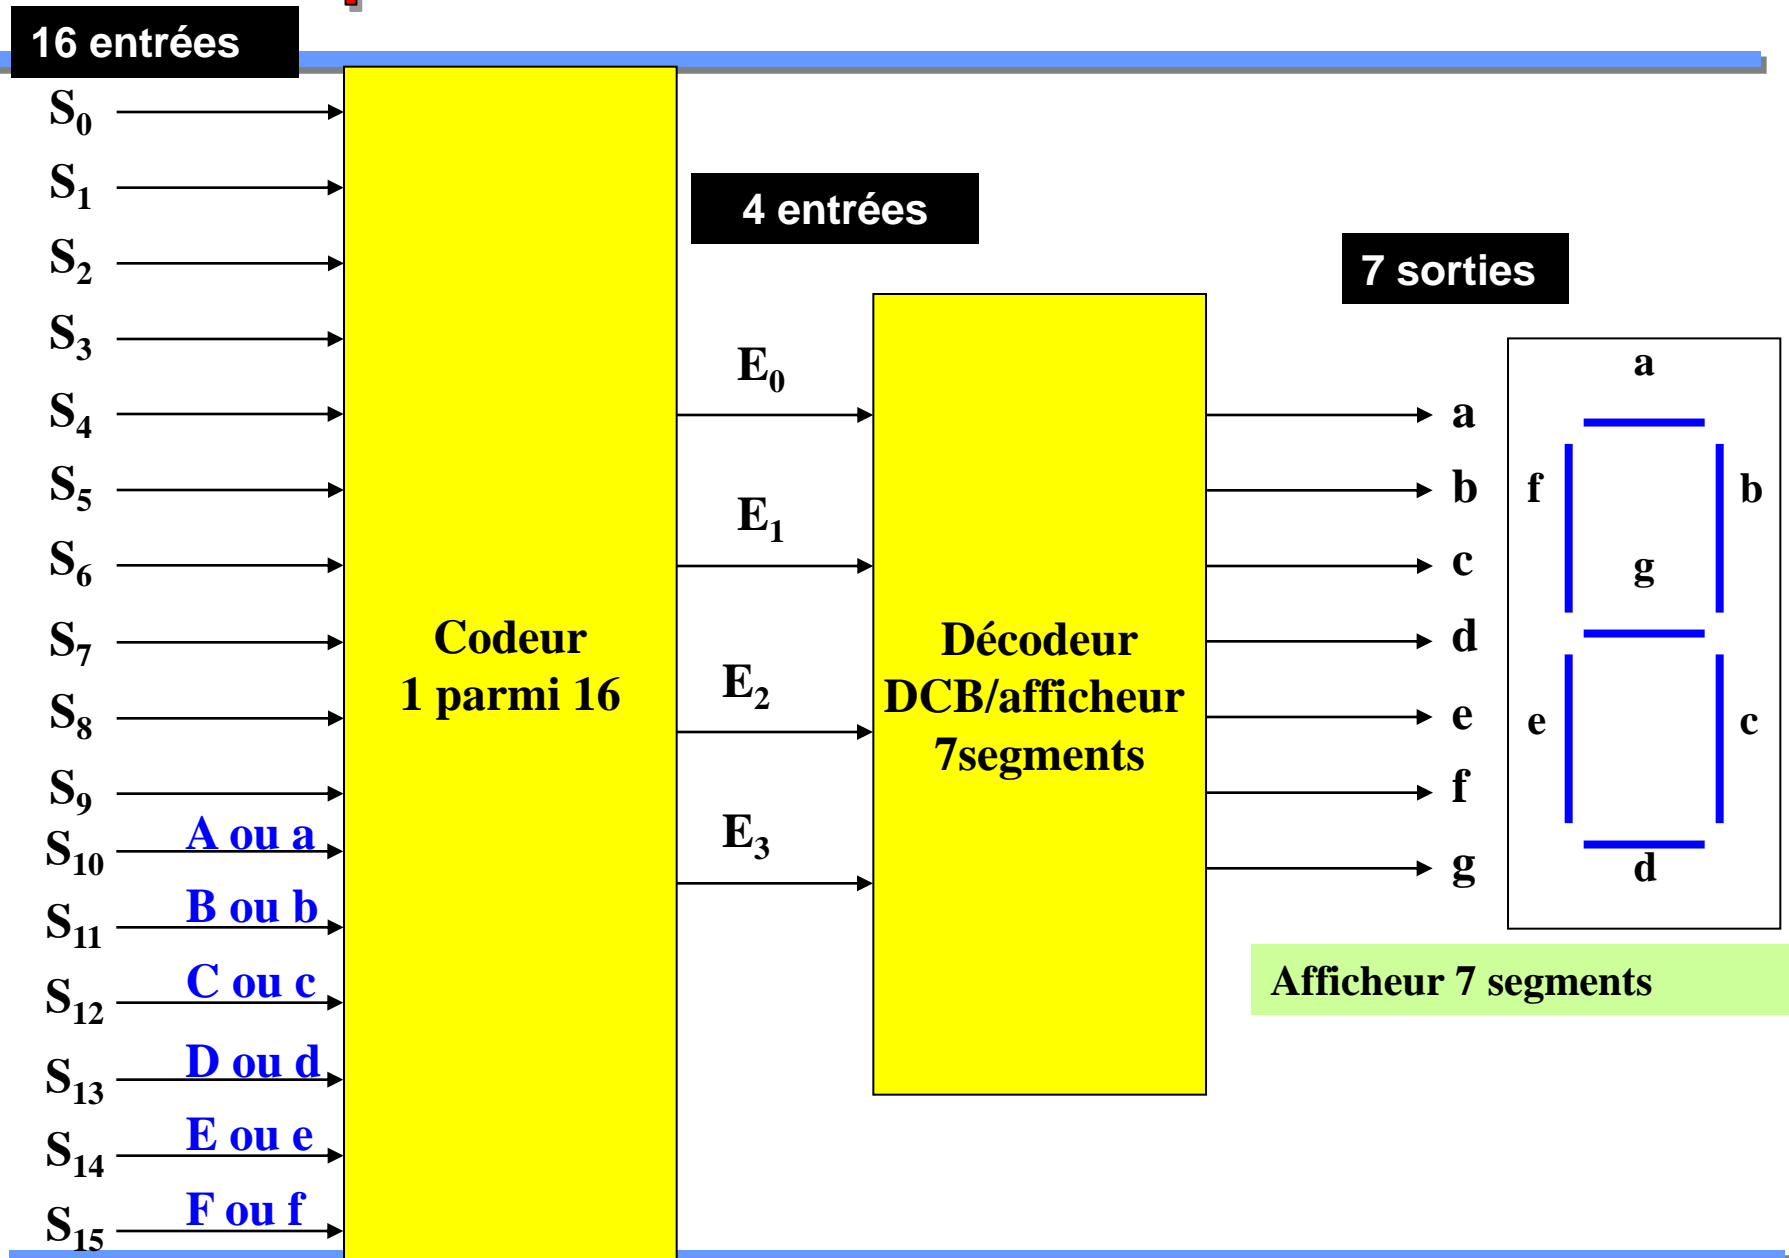 16 entrées
S0
S1
S2
S3
S4
S5
S6
S7
S8
S9
S10 A ou a
S11 B ou b
S12 C ou c
S13 D ou d
S14 E ou e
S15 F ou f
Codeur
1 parmi 16
4 entrées
E0
E1
E2
E3
Décodeur
DCB/afficheur
7segments
7 sorties
a
b
c
d
e
f
g
a
f
b
g
e
c
d
Afficheur 7 segments